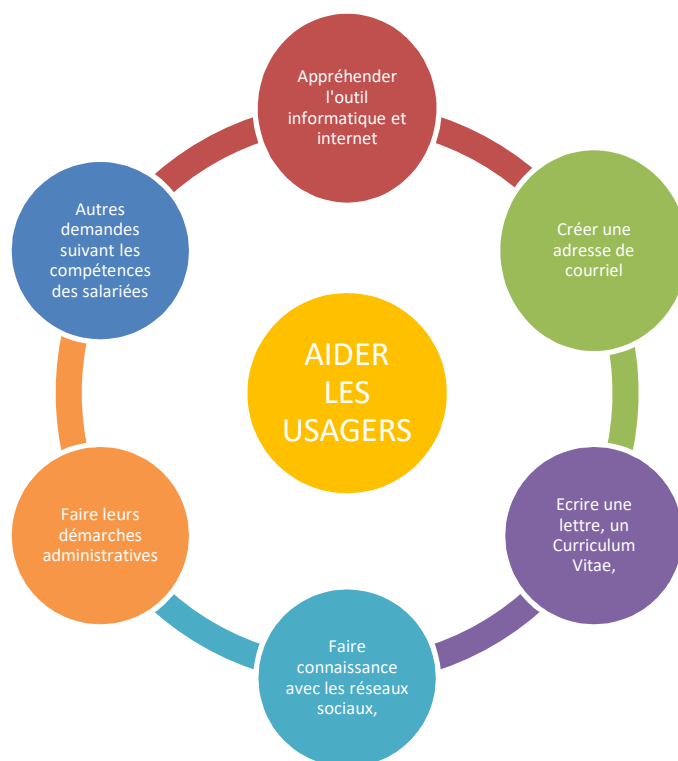 Appréhender
l'outil
informatique et
internet
Créer une
adresse de
courriel
Ecrire une
lettre, un
Curriculum
Vitae,
Faire
connaissance
avec les réseaux
sociaux,
Faire leurs
démarches
administratives
Autres
demandes
suivant les
compétences
des salariées
AIDER
LES
USAGERS